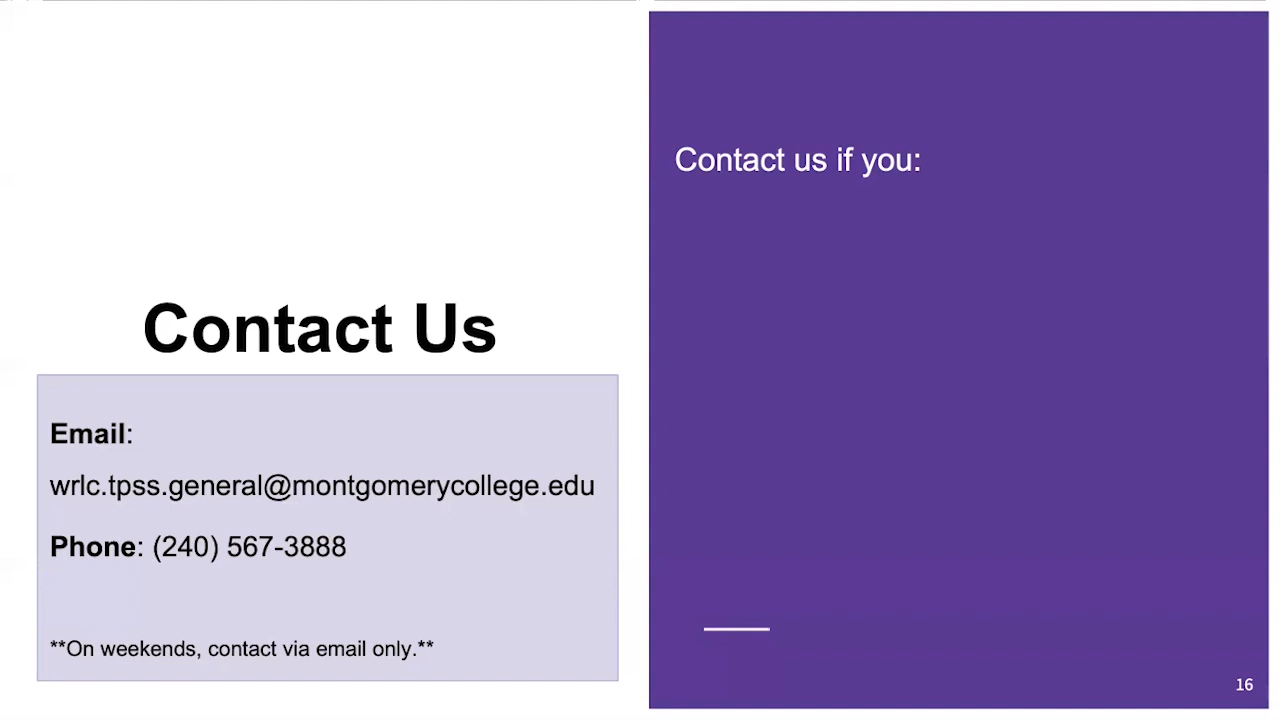 Contact Us
Email:
wrlc.tpss.general@montgomerycollege.edu
Phone: (240) 567-3888
**On weekends, contact via email only.**
Contact us if you:
16